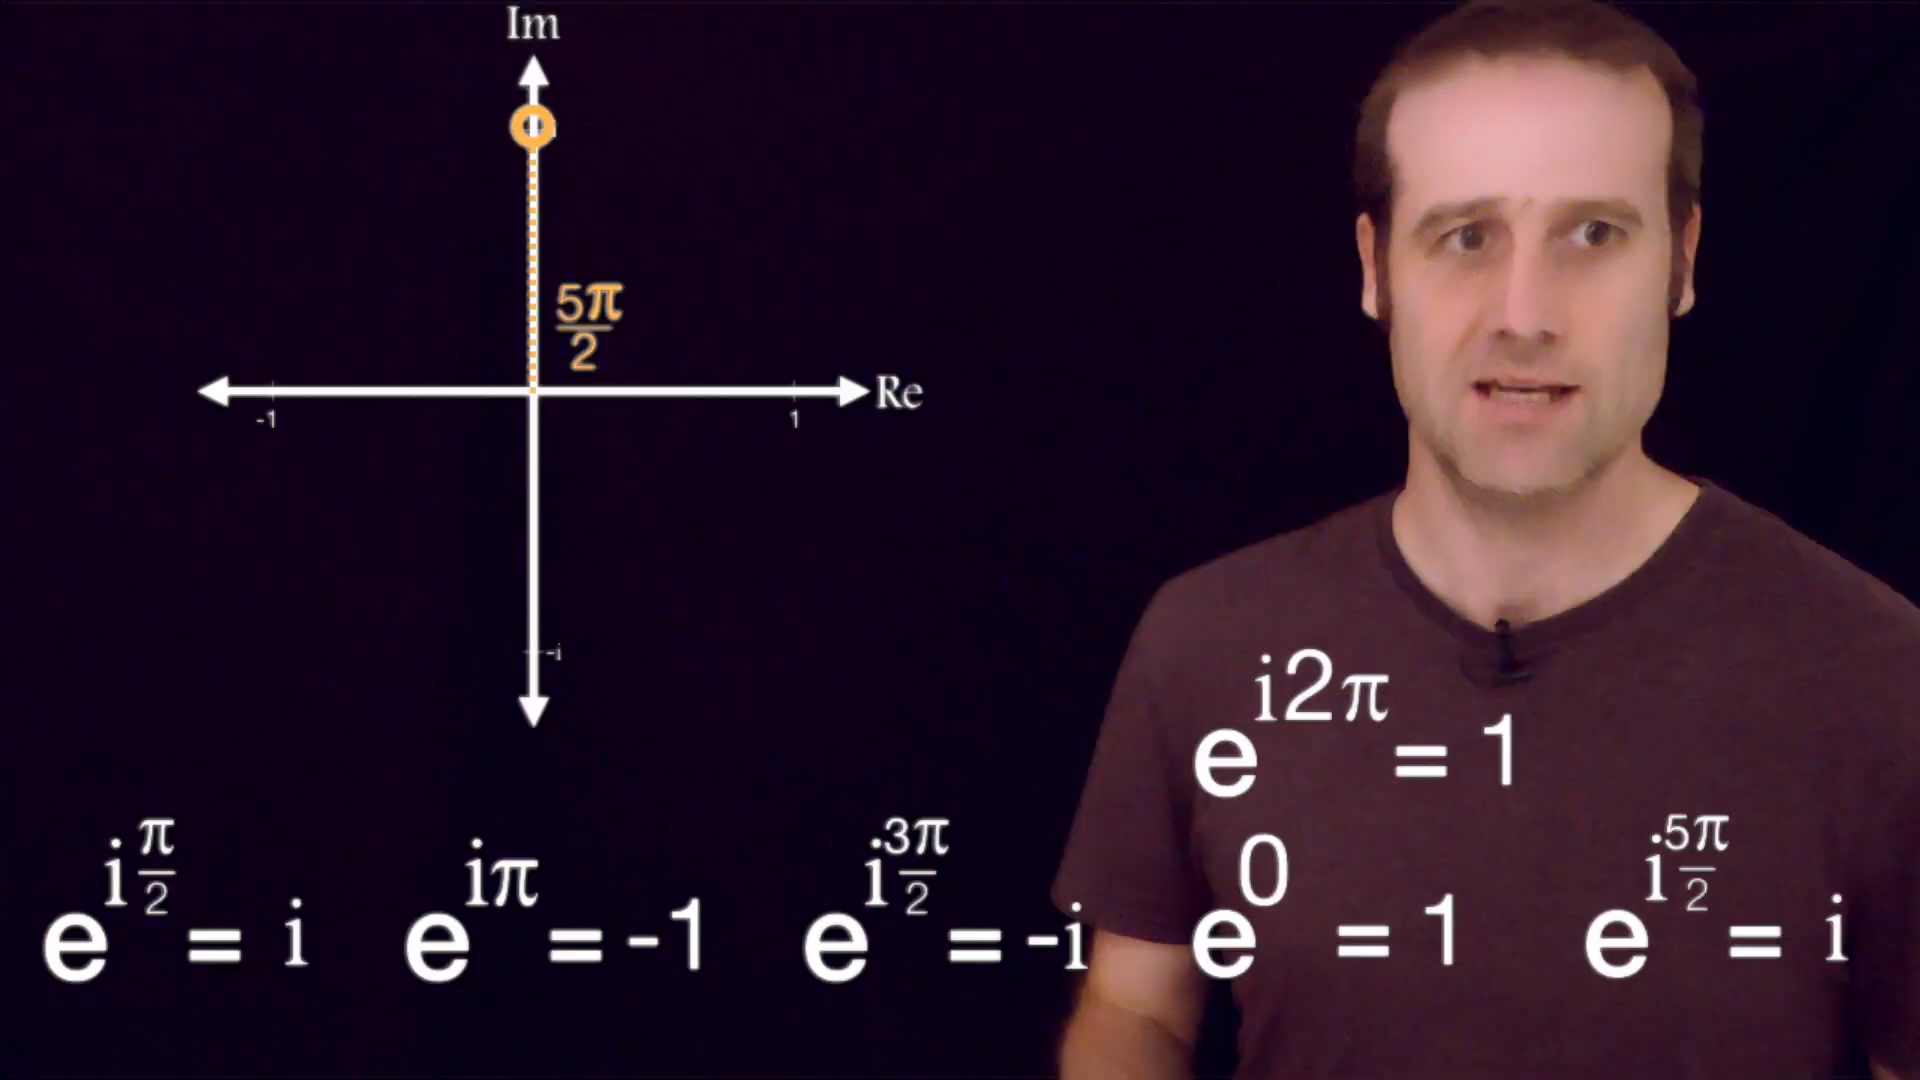 Im
5π/2
Re
-1
1
-i
e^{i2π} = 1
e^{iπ/2} = i
e^{iπ} = -1
e^{i3π/2} = -i
e^0 = 1
e^{i5π/2} = i